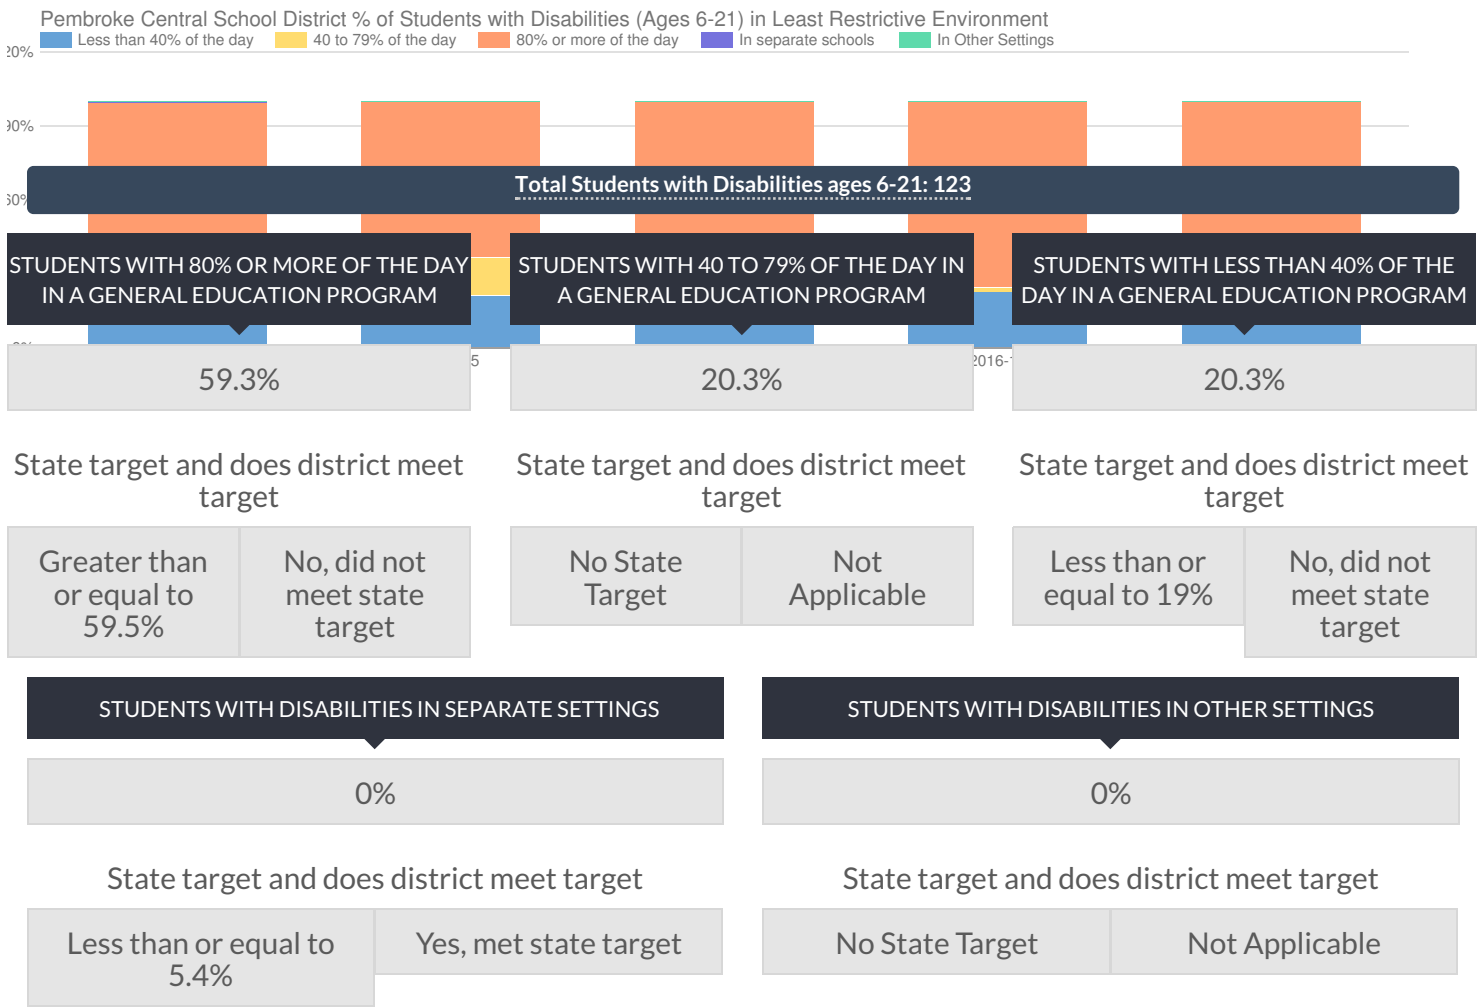 Pembroke Central School District % of Students with Disabilities (Ages 6-21) in Least Restrictive Environment
Less than 40% of the day
40 to 79% of the day
80% or more of the day
In separate schools
In Other Settings
Total Students with Disabilities ages 6-21: 123
STUDENTS WITH 80% OR MORE OF THE DAY
IN A GENERAL EDUCATION PROGRAM
59.3%
State target and does district meet
target
Greater than
or equal to
59.5%
No, did not
meet state
target
STUDENTS WITH 40 TO 79% OF THE DAY IN
A GENERAL EDUCATION PROGRAM
20.3%
State target and does district meet
target
No State
Target
Not
Applicable
STUDENTS WITH LESS THAN 40% OF THE
DAY IN A GENERAL EDUCATION PROGRAM
20.3%
State target and does district meet
target
Less than or
equal to 19%
No, did not
meet state
target
STUDENTS WITH DISABILITIES IN SEPARATE SETTINGS
0%
State target and does district meet target
Less than or equal to
5.4%
Yes, met state target
STUDENTS WITH DISABILITIES IN OTHER SETTINGS
0%
State target and does district meet target
No State Target
Not Applicable